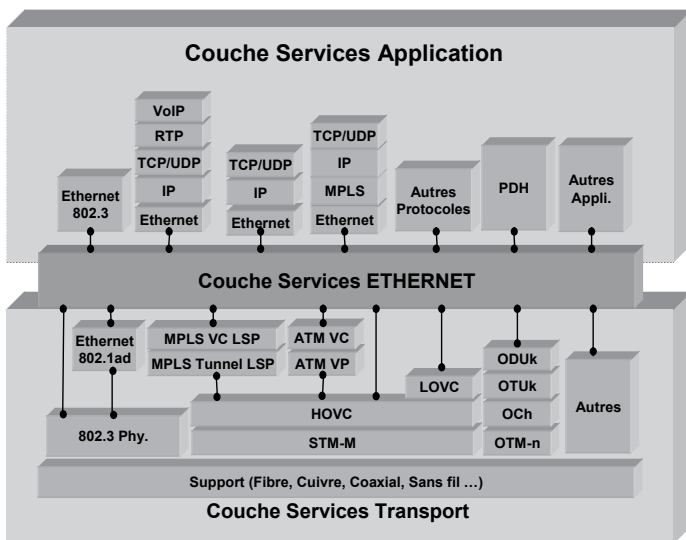 Couche Services Application
VoIP
RTP
TCP/UDP
IP
Ethernet
Ethernet
802.3
TCP/UDP
IP
Ethernet
TCP/UDP
IP
MPLS
Ethernet
Autres
Protocoles
PDH
Autres
Appli.
Couche Services ETHERNET
Ethernet
802.1ad
MPLS VC LSP
MPLS Tunnel LSP
ATM VC
ATM VP
LOVC
HOVC
STM-M
ODUk
OTUk
OCh
OTM-n
Autres
802.3 Phy.
Support (Fibre, Cuivre, Coaxial, Sans fil ...)
Couche Services Transport